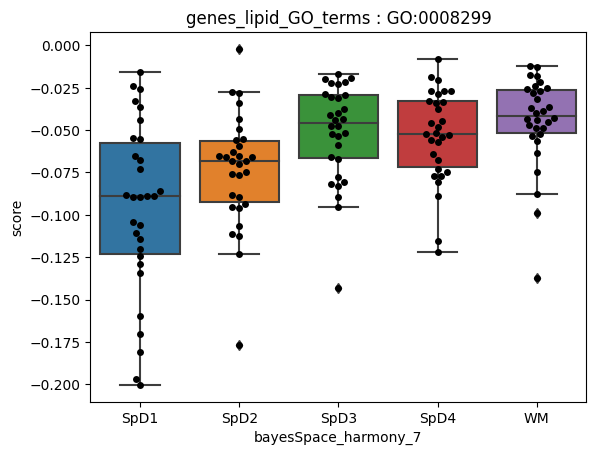 genes_lipid_GO_terms : GO:0008299
0.000
−0.025
−0.050
−0.075
−0.100
−0.125
−0.150
−0.175
−0.200
score
SpD1 SpD2 SpD3 SpD4 WM
bayesSpace_harmony_7